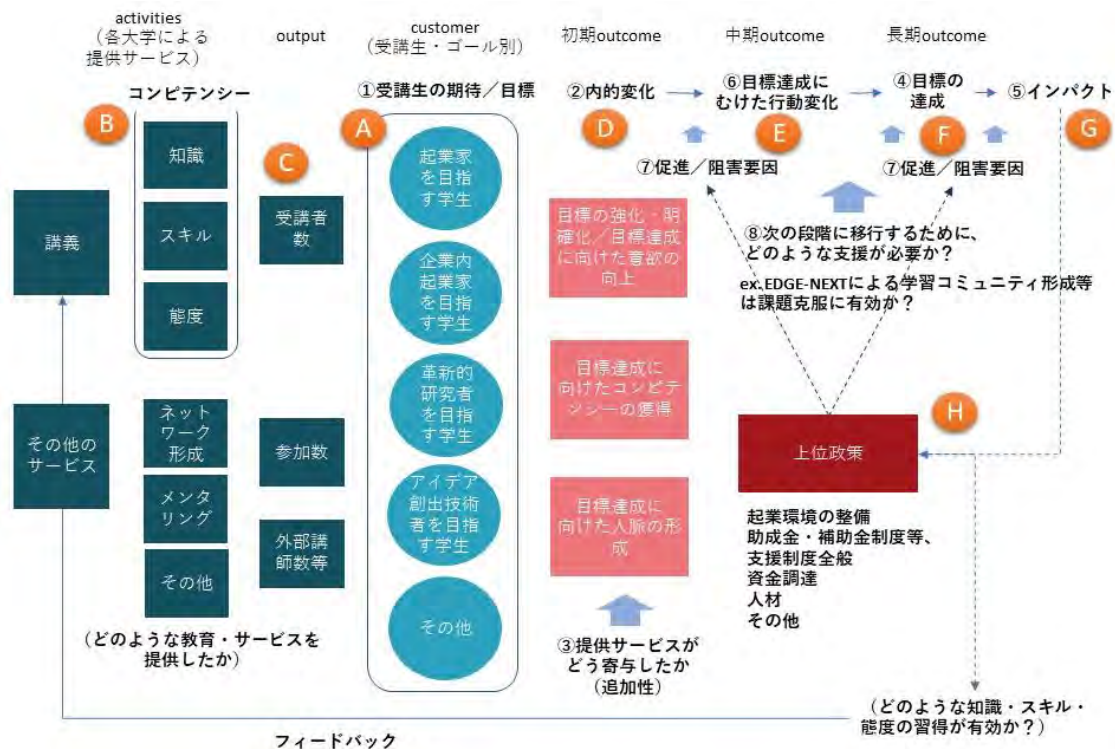 activities
（各大学による
提供サービス）
output
customer
（受講生・ゴール別）
初期outcome
中期outcome
長期outcome
コンピテンシー
①受講生の期待／目標
②内的変化
⑥目標達成に
むけた行動変化
④目標の
達成
⑤インパクト
B
A
C
D
E
F
G
⑦促進／阻害要因
⑦促進／阻害要因
講義
知識
スキル
態度
受講者
数
起業家
を目指
す学生
企業内
起業家
を目指
す学生
革新的
研究者
を目指
す学生
アイデア
創出技術
者を目指
す学生
その他
目標の強化・明
確化／目標達成
に向けた意欲の
向上
目標達成に
向けたコンピテ
ンシーの獲得
目標達成に
向けた人脈の形
成
⑧次の段階に移行するために、
どのような支援が必要か？
ex. EDGE-NEXTによる学習コミュニティ形成等
は課題克服に有効か？
その他の
サービス
ネット
ワーク
形成
メンタ
リング
その他
参加数
外部講
師数等
H
上位政策
起業環境の整備
助成金・補助金制度等、
支援制度全般
資金調達
人材
その他
（どのような教育・サービスを
提供したか）
③提供サービスが
どう寄与したか
（追加性）
（どのような知識・スキル・
態度の習得が有効か？）
フィードバック